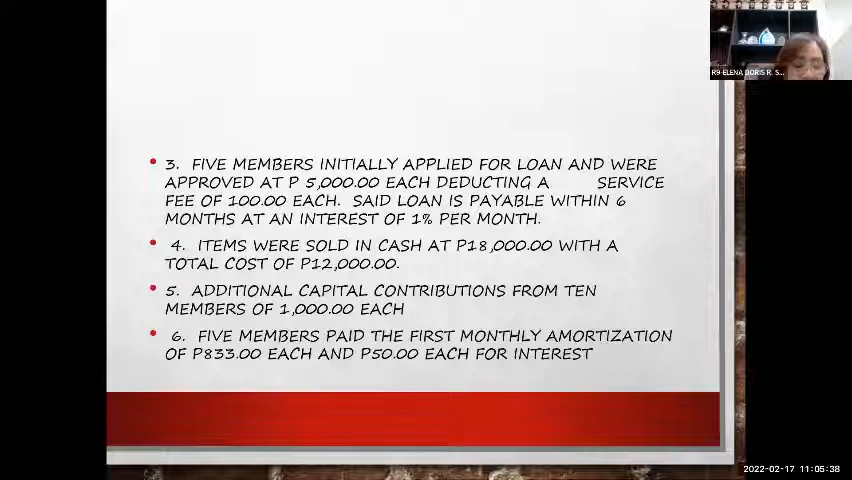 R9-ELENA DORIS R. S...
• 3. FIVE MEMBERS INITIALLY APPLIED FOR LOAN AND WERE
APPROVED AT P 5,000.00 EACH DEDUCTING A SERVICE
FEE OF 100.00 EACH. SAID LOAN IS PAYABLE WITHIN 6
MONTHS AT AN INTEREST OF 1% PER MONTH.
• 4. ITEMS WERE SOLD IN CASH AT P18,000.00 WITH A
TOTAL COST OF P12,000.00.
• 5. ADDITIONAL CAPITAL CONTRIBUTIONS FROM TEN
MEMBERS OF 1,000.00 EACH
• 6. FIVE MEMBERS PAID THE FIRST MONTHLY AMORTIZATION
OF P833.00 EACH AND P50.00 EACH FOR INTEREST
2022-02-17 11:05:38